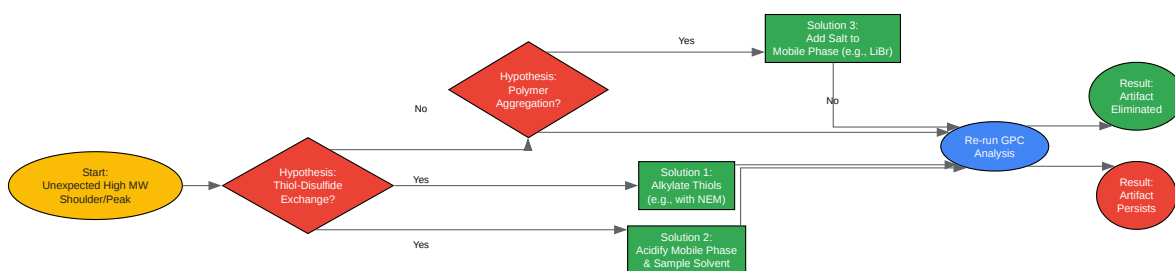 Start:
Unexpected High MW
Shoulder/Peak
Hypothesis:
Thiol-Disulfide
Exchange?
No
Hypothesis:
Polymer
Aggregation?
Yes
Solution 3:
Add Salt to
Mobile Phase (e.g., LiBr)
No
Yes
Solution 1:
Alkylate Thiols
(e.g., with NEM)
Yes
Solution 2:
Acidify Mobile Phase
& Sample Solvent
Re-run GPC
Analysis
Result:
Artifact
Eliminated
Result:
Artifact
Persists